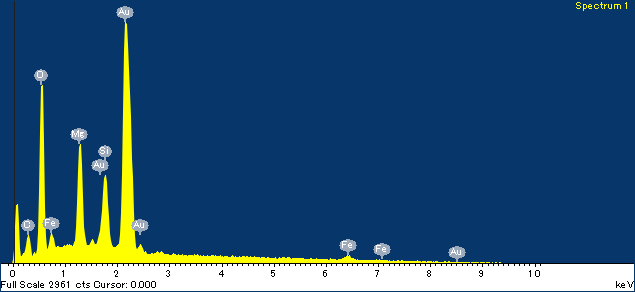 Spectrum 1
Au
O
Mg
Si
Au
C
Fe
Au
Fe
Fe
Au
0 1 2 3 4 5 6 7 8 9 10
Full Scale 2961 cts Cursor: 0.000 keV